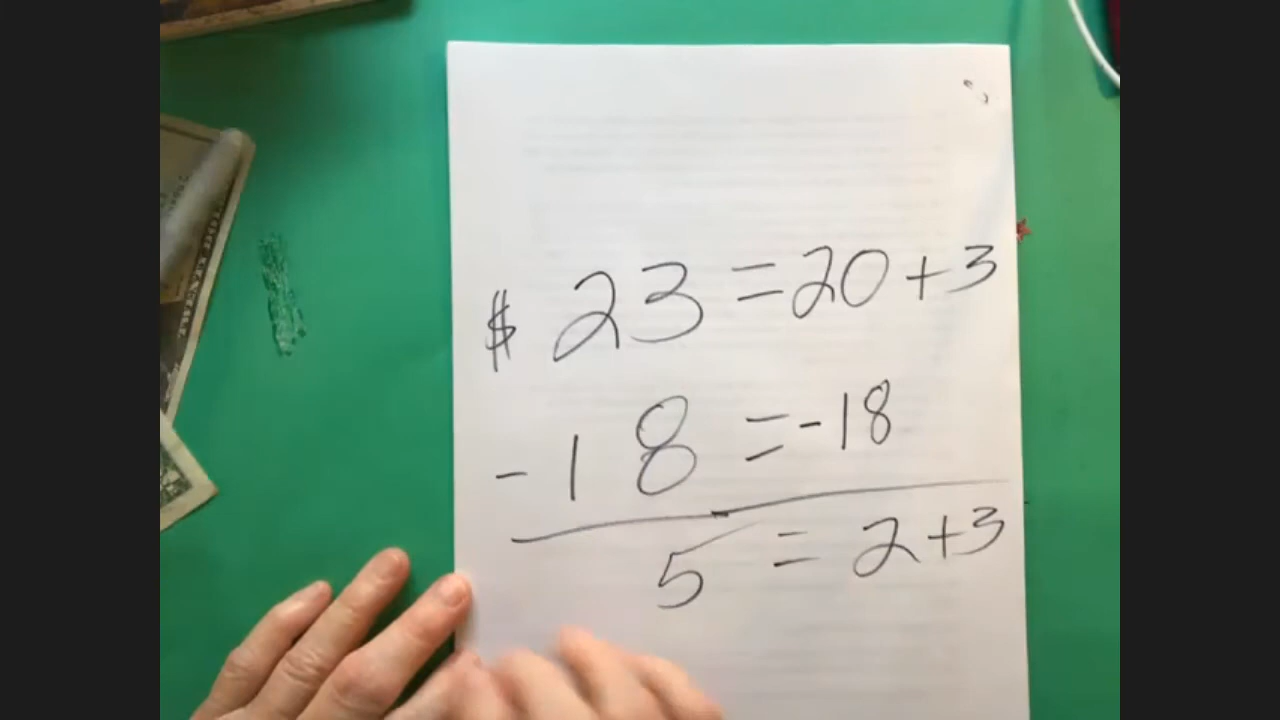 $ 23 = 20 + 3
- 18 = - 18
5 = 2 + 3